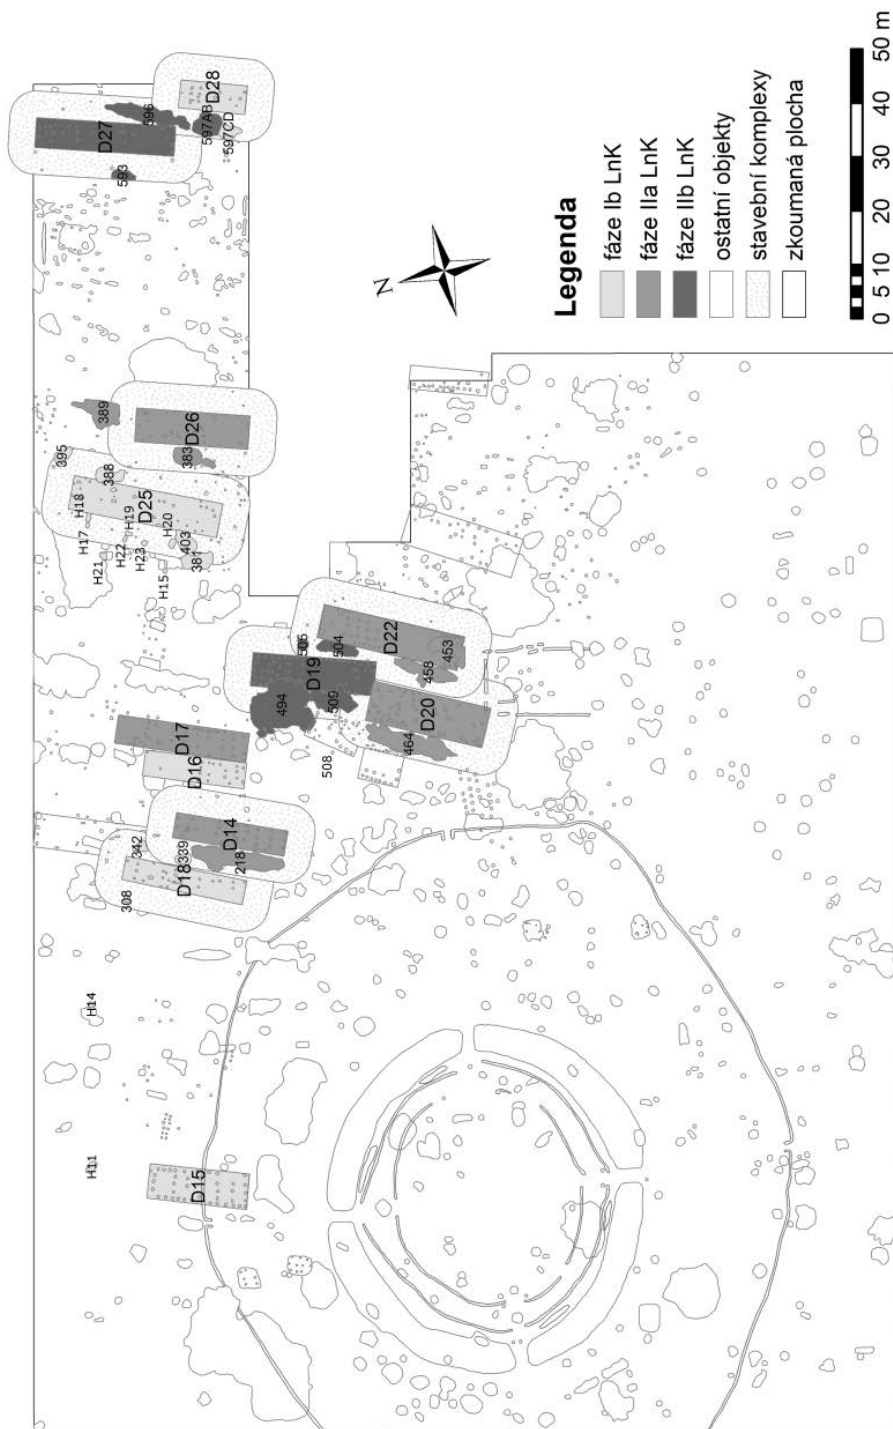 D27
D28
596
597AB
597CD
593
N
389
D26
383
395
388
H18
D25
H19
H20
H17
H22
H23
403
H21
381
H15
Legenda
fáze Ib LnK
fáze IIa LnK
fáze IIb LnK
ostatní objekty
stavební komplexy
zkoumaná plocha
0 5 10 20 30 40 50 m
505
504
D22
453
458
D19
494
509
D20
464
508
D17
D16
D14
218
339
342
D18
308
H14
H11
D15